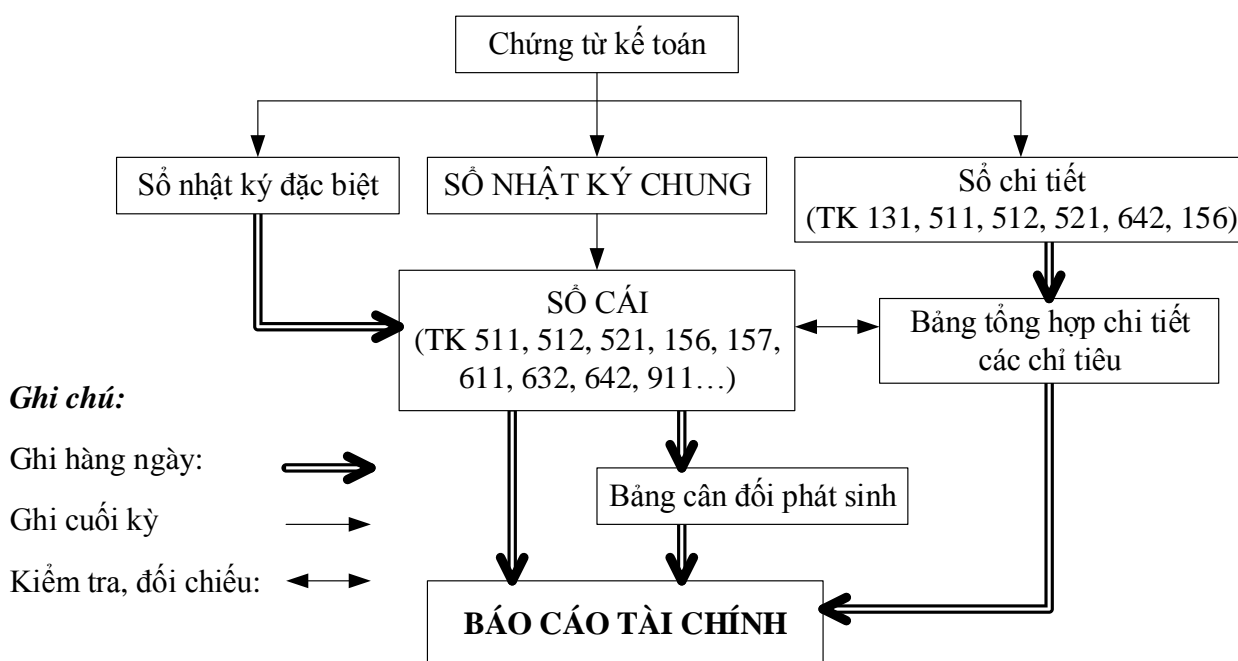 Chứng từ kế toán
Sổ nhật ký đặc biệt
SỔ NHẬT KÝ CHUNG
Sổ chi tiết
(TK 131, 511, 512, 521, 642, 156)
SỔ CÁI
(TK 511, 512, 521, 156, 157,
611, 632, 642, 911…)
Bảng tổng hợp chi tiết
các chỉ tiêu
Ghi chú:
Ghi hàng ngày:
Ghi cuối kỳ
Kiểm tra, đối chiếu:
Bảng cân đối phát sinh
BÁO CÁO TÀI CHÍNH